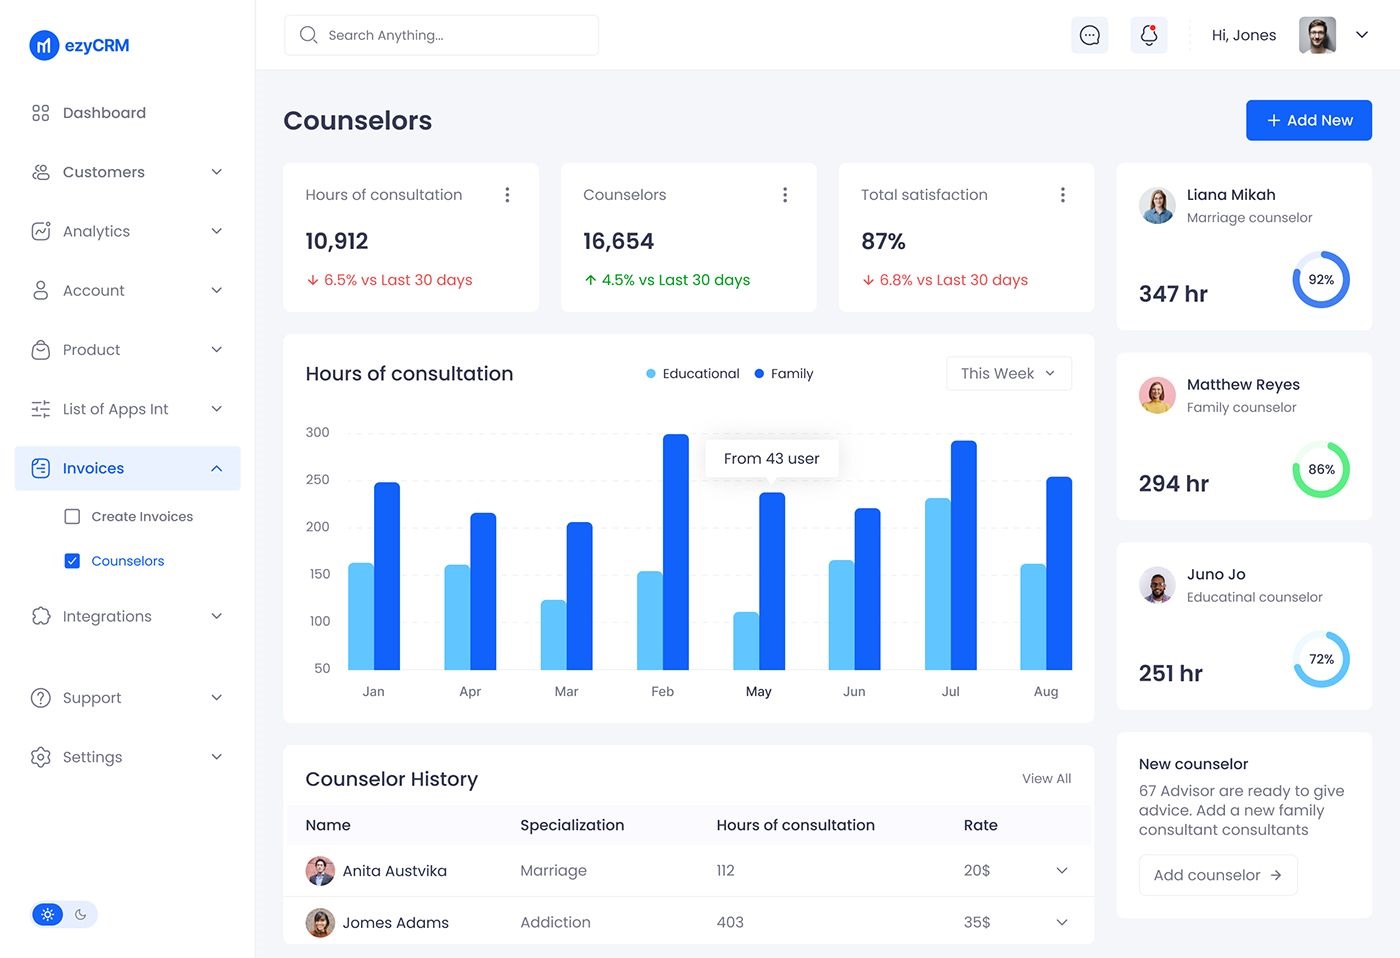 ezyCRM
Search Anything...
Hi, Jones
Dashboard
Customers
Analytics
Account
Product
List of Apps Int
Invoices
Create Invoices
Counselors
Integrations
Support
Settings
Counselors
+ Add New
Hours of consultation
10,912
↓ 6.5% vs Last 30 days
Counselors
16,654
↑ 4.5% vs Last 30 days
Total satisfaction
87%
↓ 6.8% vs Last 30 days
Hours of consultation
Educational
Family
This Week
300
250
200
150
100
50
From 43 user
Jan Apr Mar Feb May Jun Jul Aug
Counselor History
View All
Name Specialization Hours of consultation Rate
Anita Austvika Marriage 112 20$
Jomes Adams Addiction 403 35$
Liana Mikah
Marriage counselor
347 hr
92%
Matthew Reyes
Family counselor
294 hr
86%
Juno Jo
Educatinal counselor
251 hr
72%
New counselor
67 Advisor are ready to give
advice. Add a new family
consultant consultants
Add counselor →